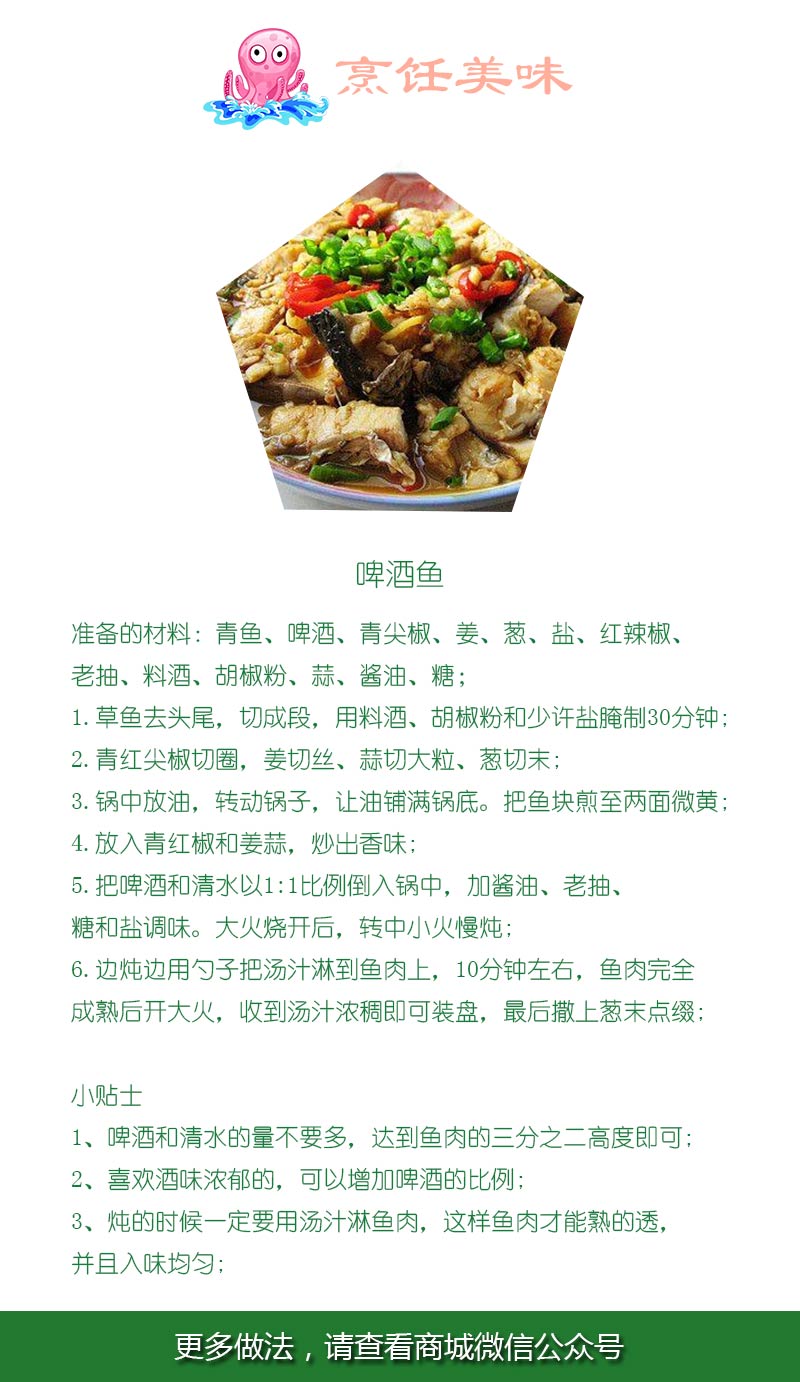 烹饪美味
啤酒鱼
准备的材料：青鱼、啤酒、青尖椒、姜、葱、盐、红辣椒、
老抽、料酒、胡椒粉、蒜、酱油、糖；
1.草鱼去头尾，切成段，用料酒、胡椒粉和少许盐腌制30分钟；
2.青红尖椒切圈，姜切丝、蒜切大粒、葱切末；
3.锅中放油，转动锅子，让油铺满锅底。把鱼块煎至两面微黄；
4.放入青红椒和姜蒜，炒出香味；
5.把啤酒和清水以1:1比例倒入锅中，加酱油、老抽、
糖和盐调味。大火烧开后，转中小火慢炖；
6.边炖边用勺子把汤汁淋到鱼肉上，10分钟左右，鱼肉完全
成熟后开大火，收到汤汁浓稠即可装盘，最后撒上葱末点缀；
小贴士
1、啤酒和清水的量不要多，达到鱼肉的三分之二高度即可；
2、喜欢酒味浓郁的，可以增加啤酒的比例；
3、炖的时候一定要用汤汁淋鱼肉，这样鱼肉才能熟的透，
并且入味均匀；
更多做法，请查看商城微信公众号